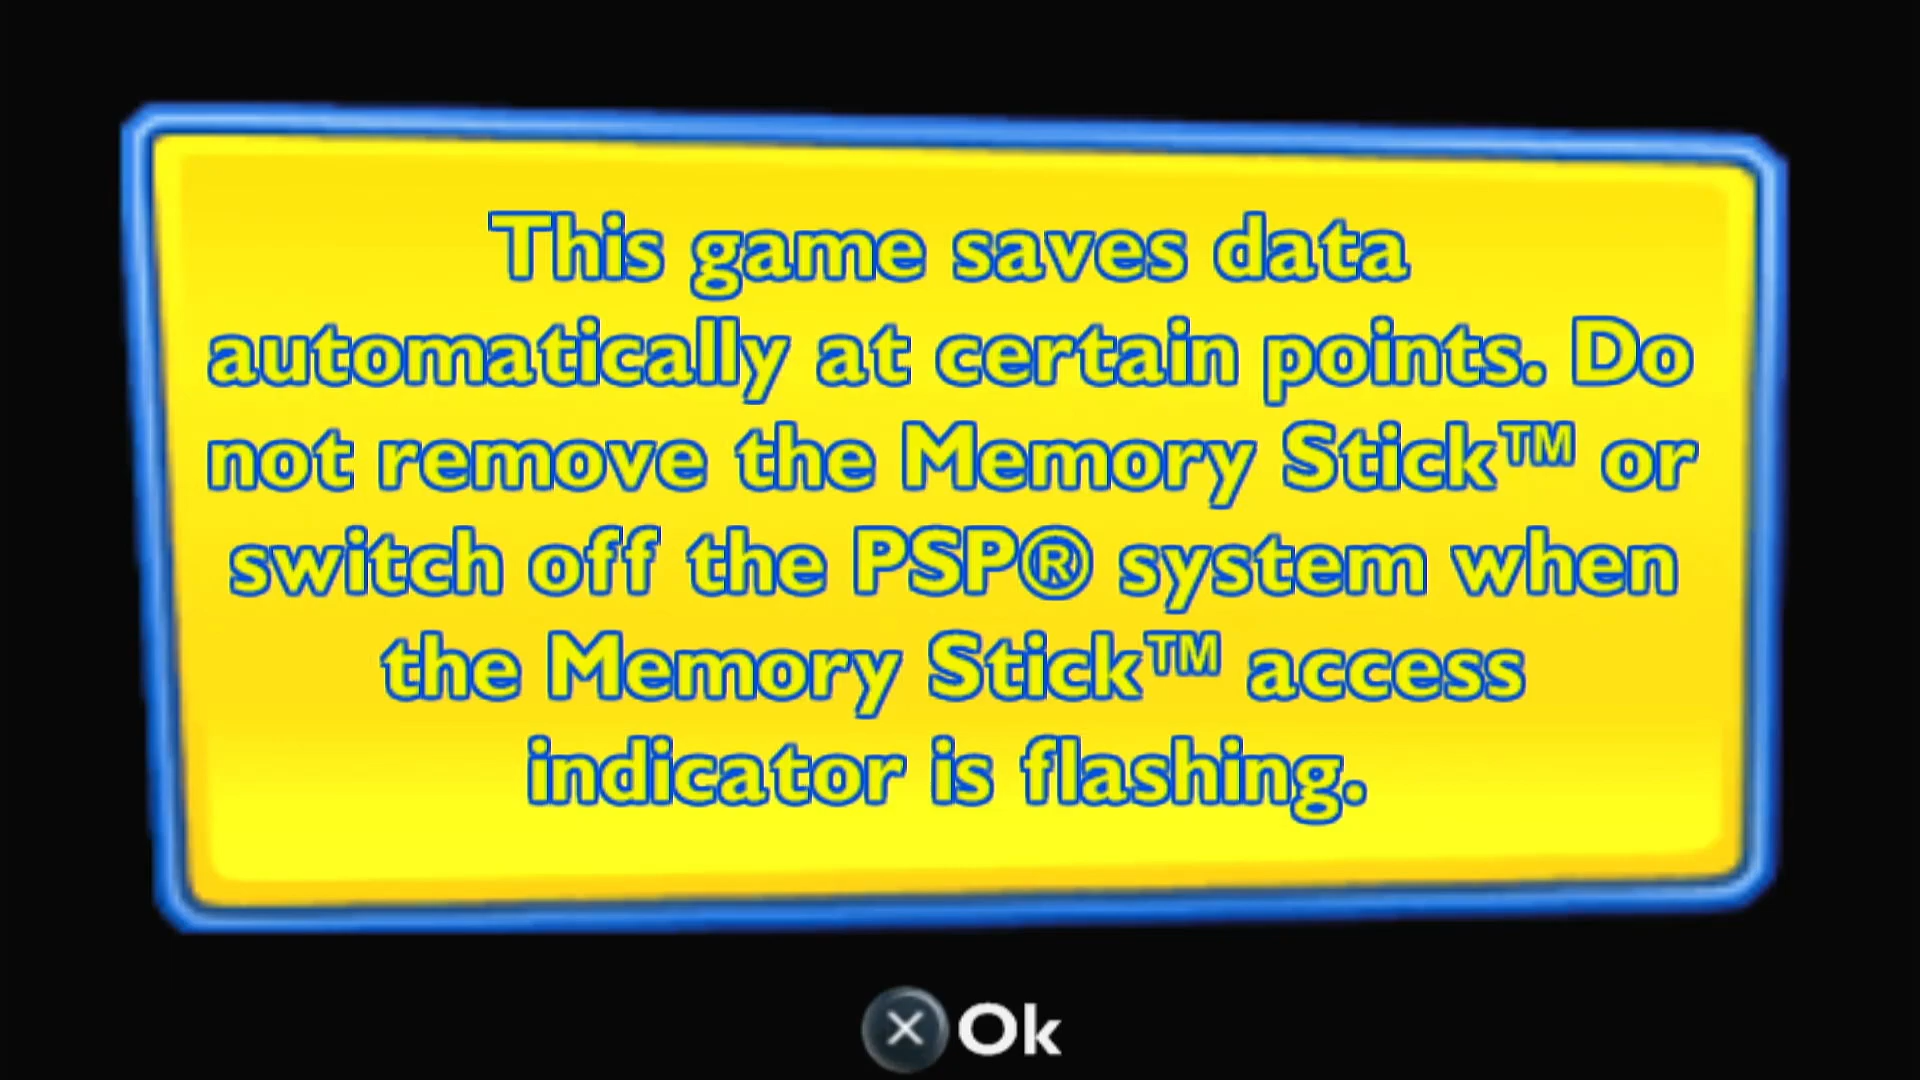 This game saves data
automatically at certain points. Do
not remove the Memory Stick™ or
switch off the PSP® system when
the Memory Stick™ access
indicator is flashing.
Ok